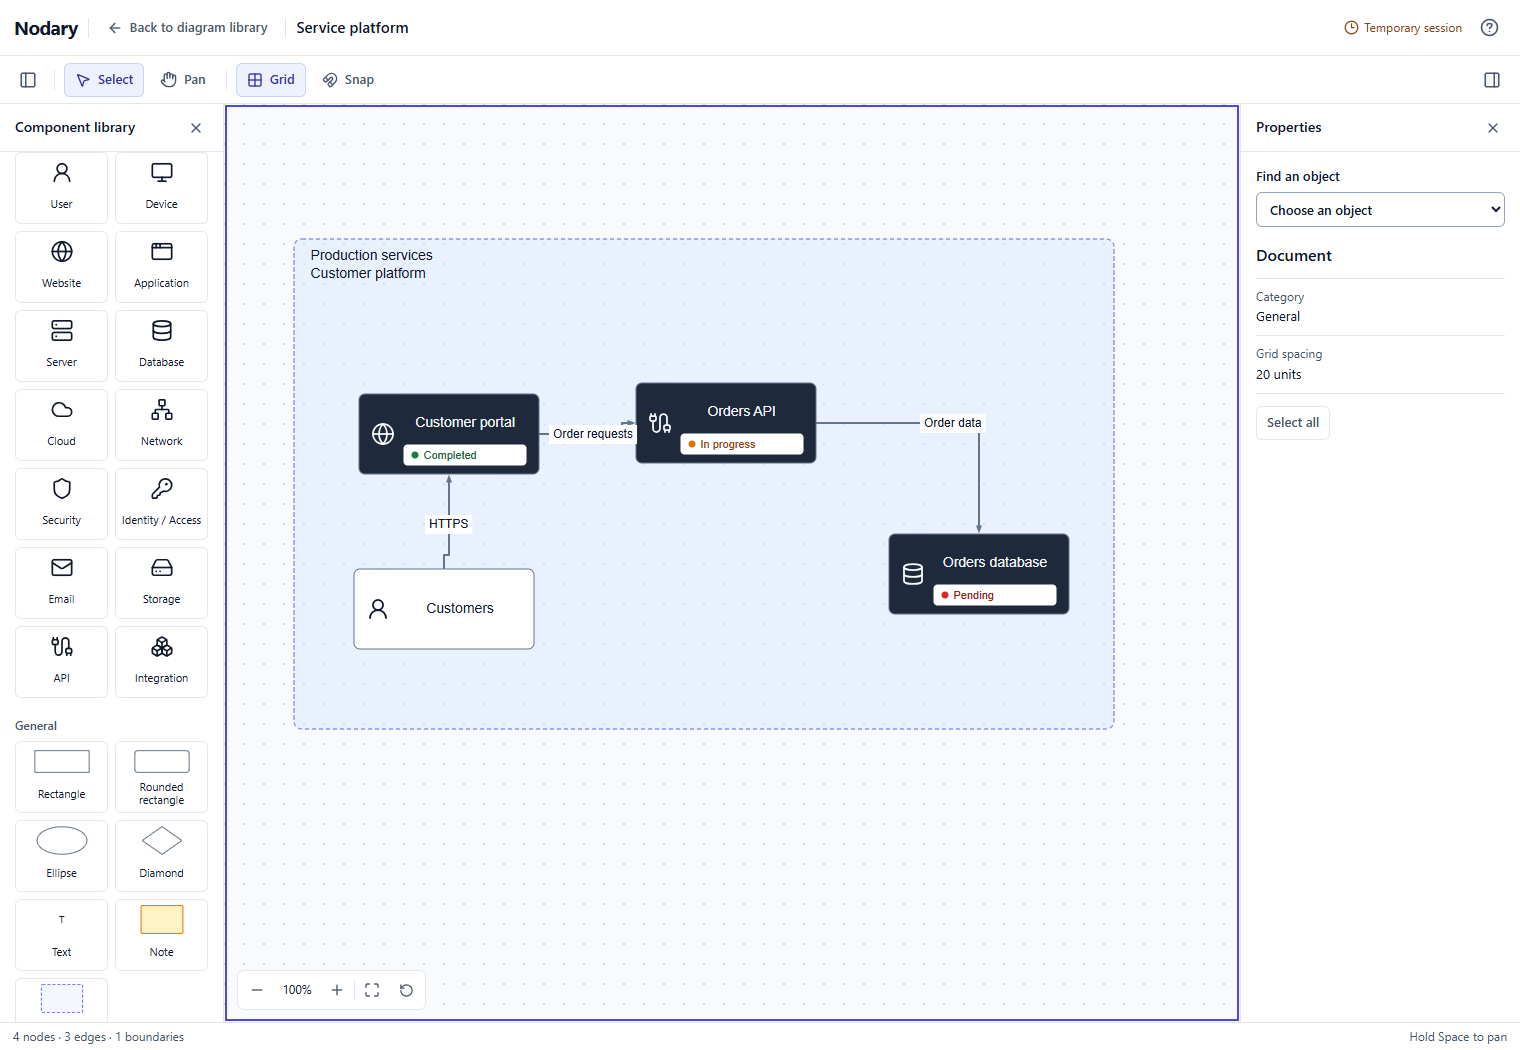 Nodary
Back to diagram library
Service platform
Temporary session
Select
Pan
Grid
Snap
Component library
User
Device
Website
Application
Server
Database
Cloud
Network
Security
Identity / Access
Email
Storage
API
Integration
General
Rectangle
Rounded
rectangle
Ellipse
Diamond
T
Text
Note
Production services
Customer platform
Customer portal
Completed
Order requests
Orders API
In progress
Order data
HTTPS
Customers
Orders database
Pending
100%
Properties
Find an object
Choose an object
Document
Category
General
Grid spacing
20 units
Select all
4 nodes · 3 edges · 1 boundaries
Hold Space to pan